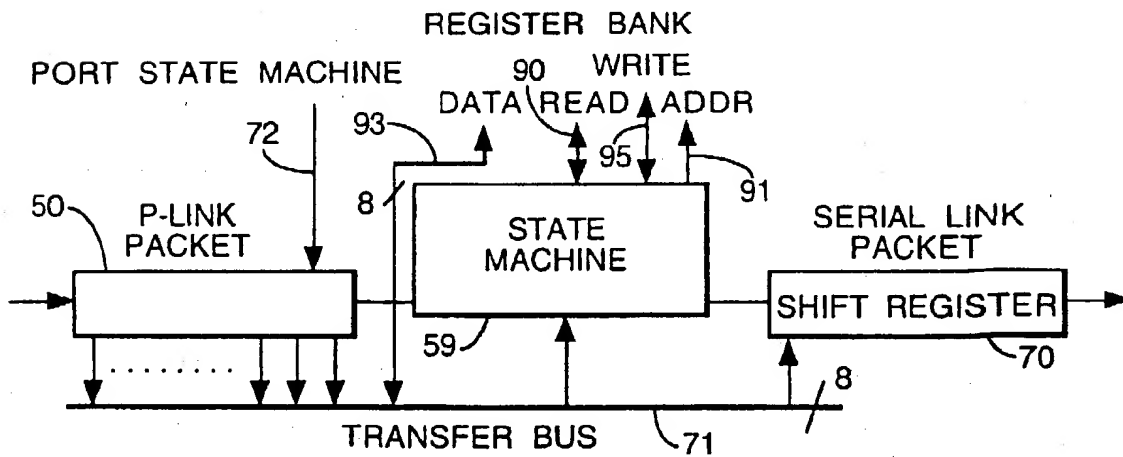 REGISTER BANK
PORT STATE MACHINE
90
WRITE
DATA READ ADDR
93
72
95
91
8
50
P-LINK
PACKET
STATE
MACHINE
SERIAL LINK
PACKET
SHIFT REGISTER
59
70
8
TRANSFER BUS
71